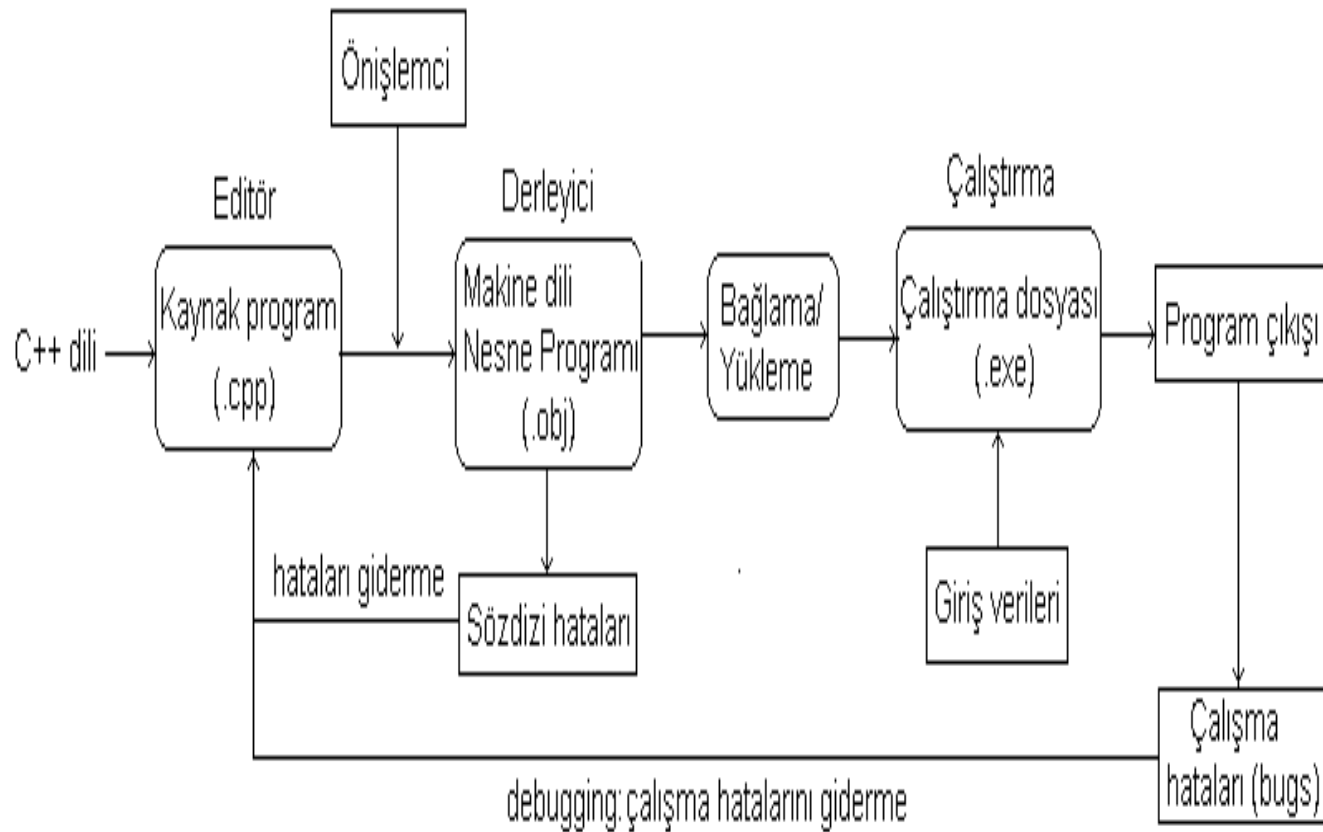 Önişlemci
Editör
Derleyici
Çalıştırma
C++ dili
Kaynak program
(.cpp)
Makine dili
Nesne Programı
(.obj)
Bağlama/
Yükleme
Çalıştırma dosyası
(.exe)
Program çıkışı
hataları giderme
Sözdizi hataları
Giriş verileri
Çalışma
hataları (bugs)
debugging: çalışma hatalarını giderme